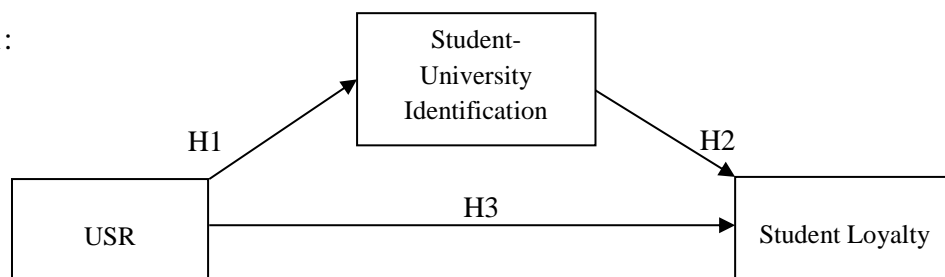 :
Student-
University
Identification
H1
H2
H3
USR
Student Loyalty